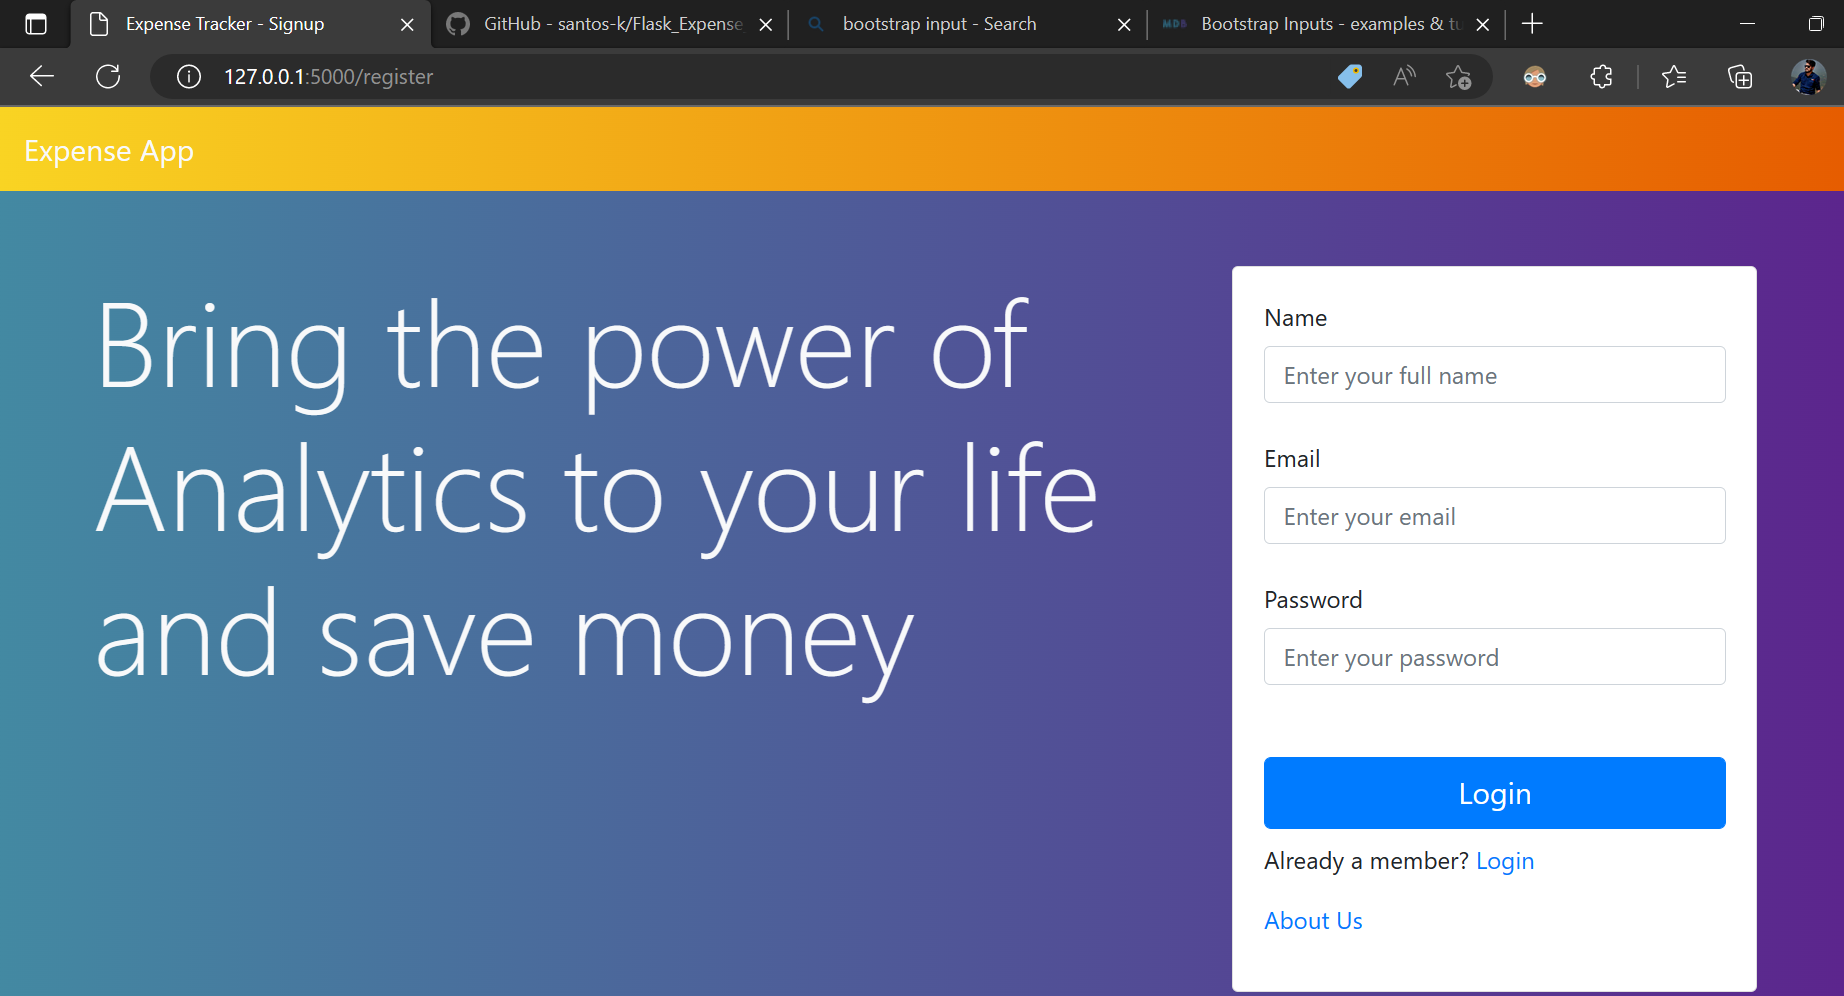 Expense Tracker - Signup
GitHub - santos-k/Flask_Expense_
bootstrap input - Search
MDB
Bootstrap Inputs - examples & tu
127.0.0.1:5000/register
Expense App
Bring the power of
Analytics to your life
and save money
Name
Enter your full name
Email
Enter your email
Password
Enter your password
Login
Already a member? Login
About Us